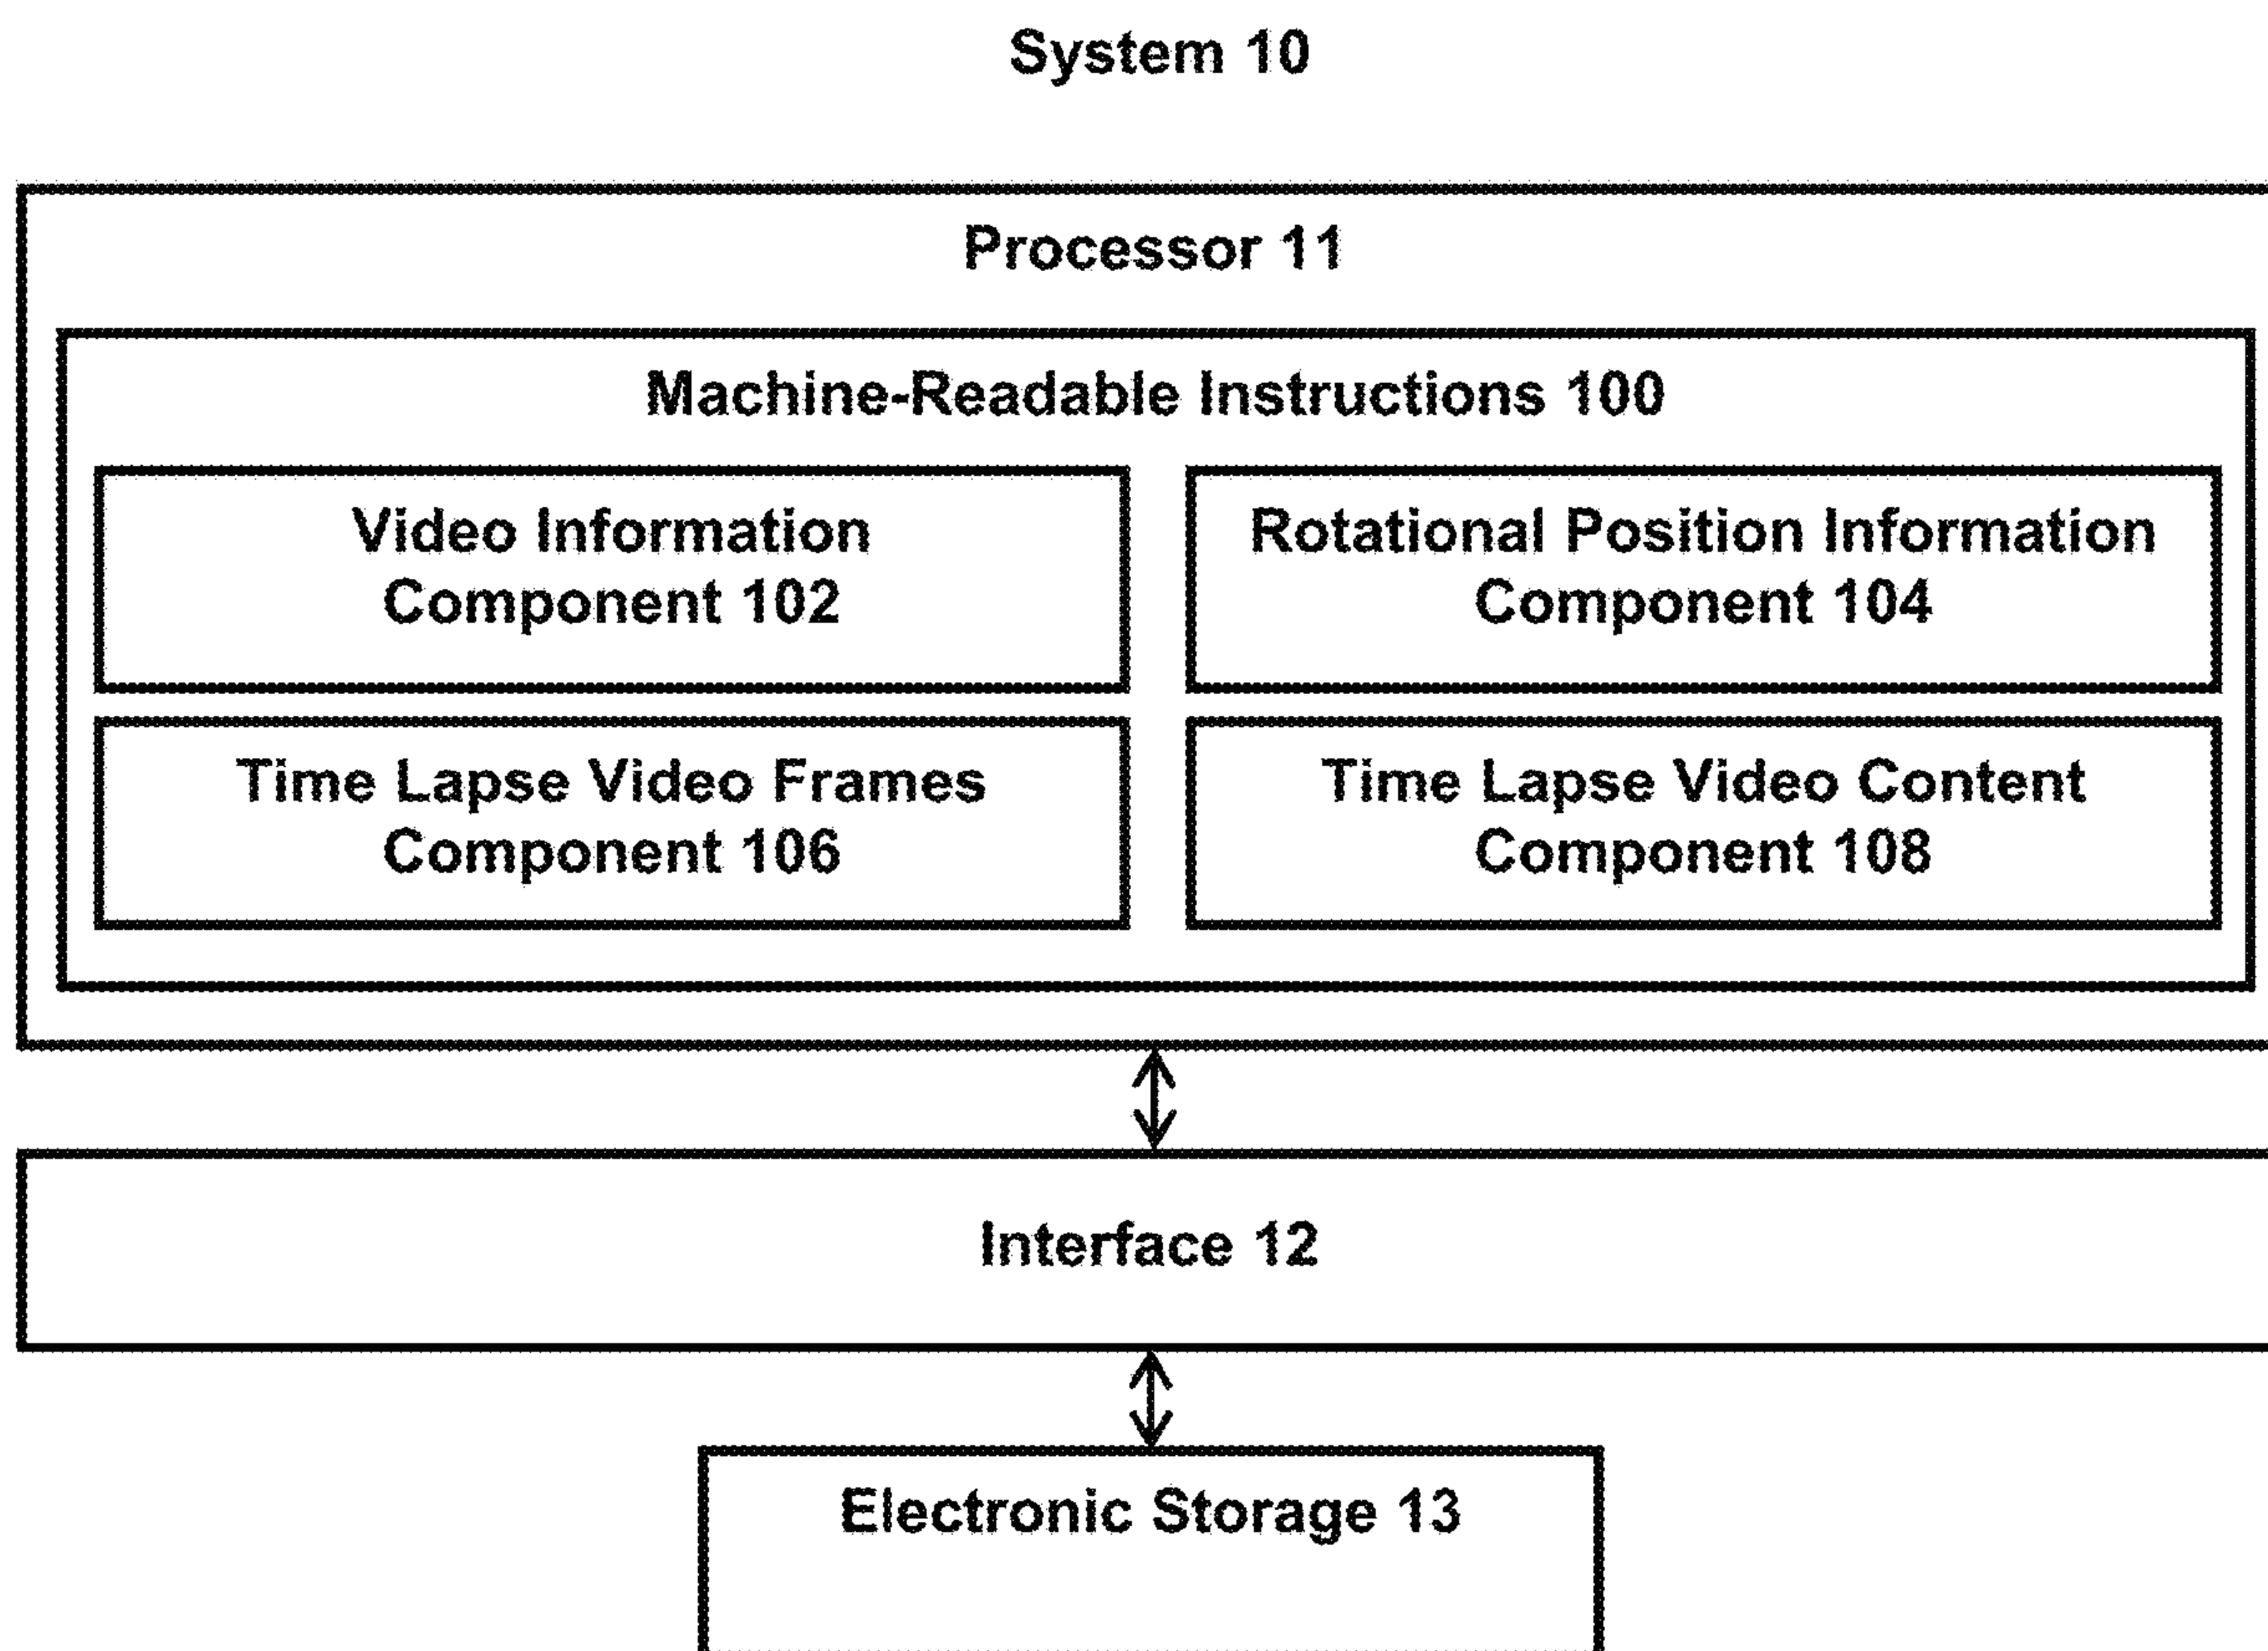 System 10
Processor 11
Machine-Readable Instructions 100
Video Information
Component 102
Rotational Position Information
Component 104
Time Lapse Video Frames
Component 106
Time Lapse Video Content
Component 108
Interface 12
Electronic Storage 13